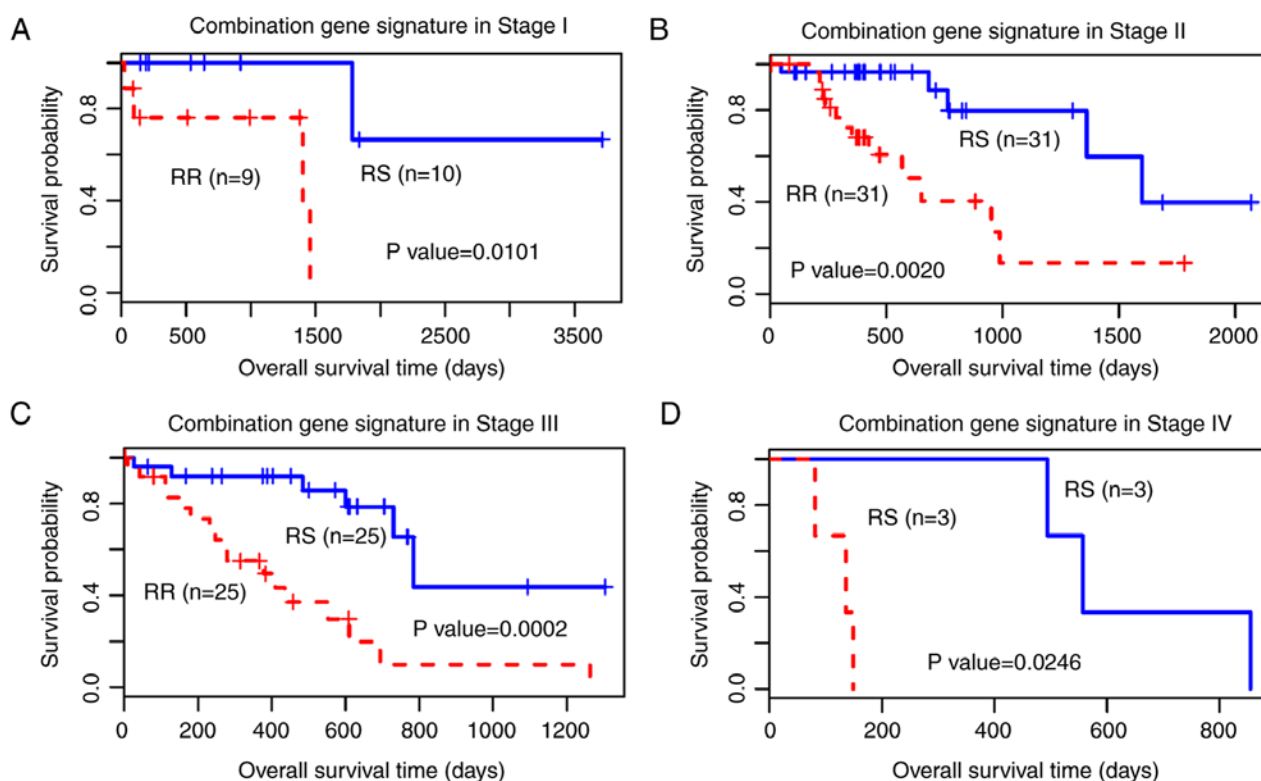 A
Combination gene signature in Stage I
Survival probability
0.8
0.4
0.0
RR (n=9)
RS (n=10)
P value=0.0101
0
500
1500
2500
3500
Overall survival time (days)
B
Combination gene signature in Stage II
Survival probability
0.8
0.4
0.0
RS (n=31)
RR (n=31)
P value=0.0020
0
500
1000
1500
2000
Overall survival time (days)
C
Combination gene signature in Stage III
Survival probability
0.8
0.4
0.0
RS (n=25)
RR (n=25)
P value=0.0002
0
200
400
600
800
1000
1200
Overall survival time (days)
D
Combination gene signature in Stage IV
Survival probability
0.8
0.4
0.0
RS (n=3)
RS (n=3)
P value=0.0246
0
200
400
600
800
Overall survival time (days)